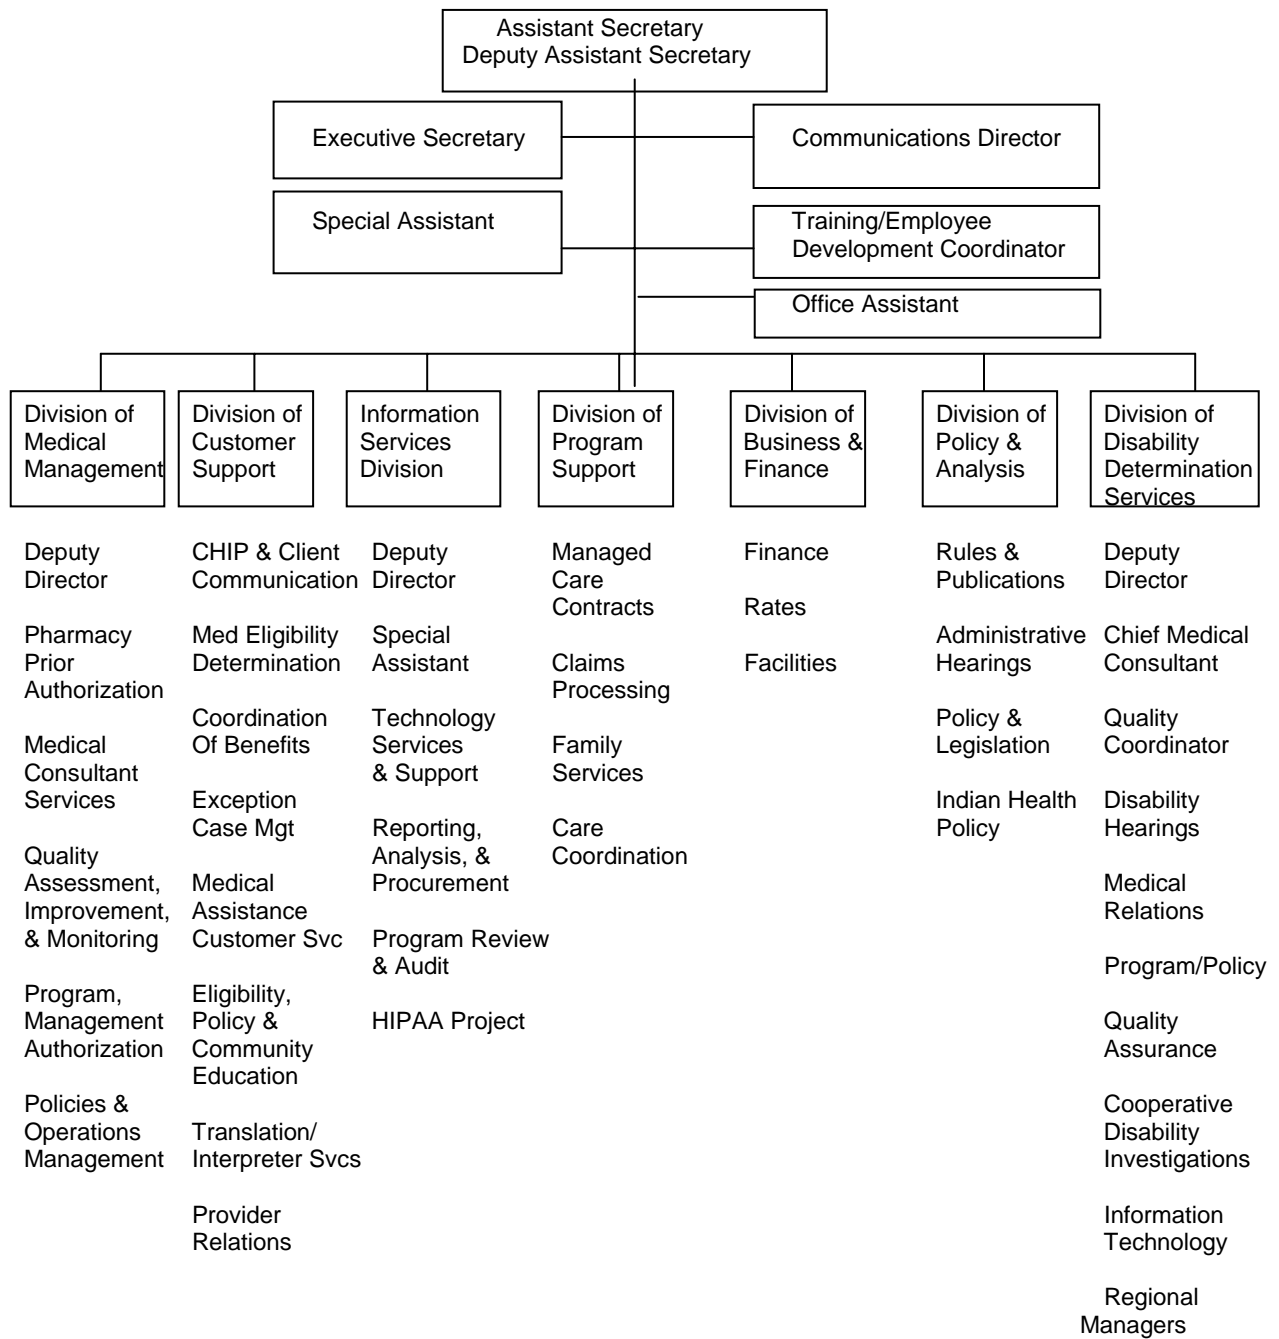 Assistant Secretary
Deputy Assistant Secretary
Executive Secretary
Communications Director
Special Assistant
Training/Employee
Development Coordinator
Office Assistant
Division of
Medical
Management
Division of
Customer
Support
Information
Services
Division
Division of
Program
Support
Division of
Business &
Finance
Division of
Policy &
Analysis
Division of
Disability
Determination
Services
Deputy
Director
Pharmacy
Prior
Authorization
Medical
Consultant
Services
Quality
Assessment,
Improvement,
& Monitoring
Program,
Management
Authorization
Policies &
Operations
Management
CHIP & Client
Communication
Med Eligibility
Determination
Coordination
Of Benefits
Exception
Case Mgt
Medical
Assistance
Customer Svc
Eligibility,
Policy &
Community
Education
Translation/
Interpreter Svcs
Provider
Relations
Deputy
Director
Special
Assistant
Technology
Services
& Support
Reporting,
Analysis, &
Procurement
Program Review
& Audit
HIPAA Project
Managed
Care
Contracts
Claims
Processing
Family
Services
Care
Coordination
Finance
Rates
Facilities
Rules &
Publications
Administrative
Hearings
Policy &
Legislation
Indian Health
Policy
Deputy
Director
Chief Medical
Consultant
Quality
Coordinator
Disability
Hearings
Medical
Relations
Program/Policy
Quality
Assurance
Cooperative
Disability
Investigations
Information
Technology
Regional
Managers